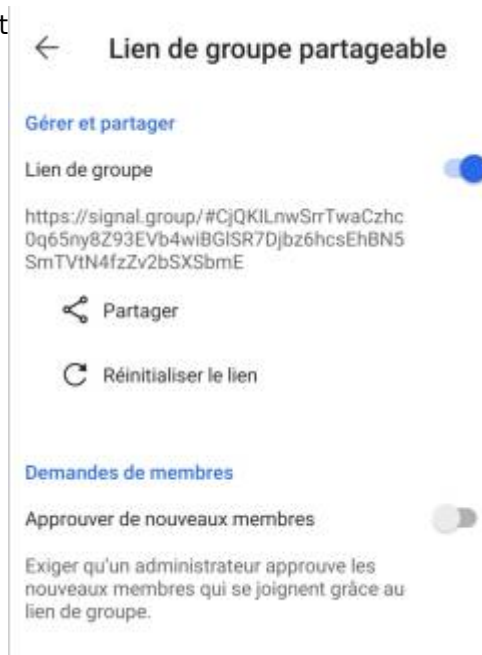 t
Lien de groupe partageable
Gérer et partager
Lien de groupe
https://signal.group/#CjQKILnwSrrTwaCzhc
0q65ny8Z93EVb4wiBGlSR7Djbz6hcsEhBN5
SmTVtN4fzZv2bSXSbmE
Partager
Réinitialiser le lien
Demandes de membres
Approuver de nouveaux membres
Exiger qu'un administrateur approuve les
nouveaux membres qui se joignent grâce au
lien de groupe.